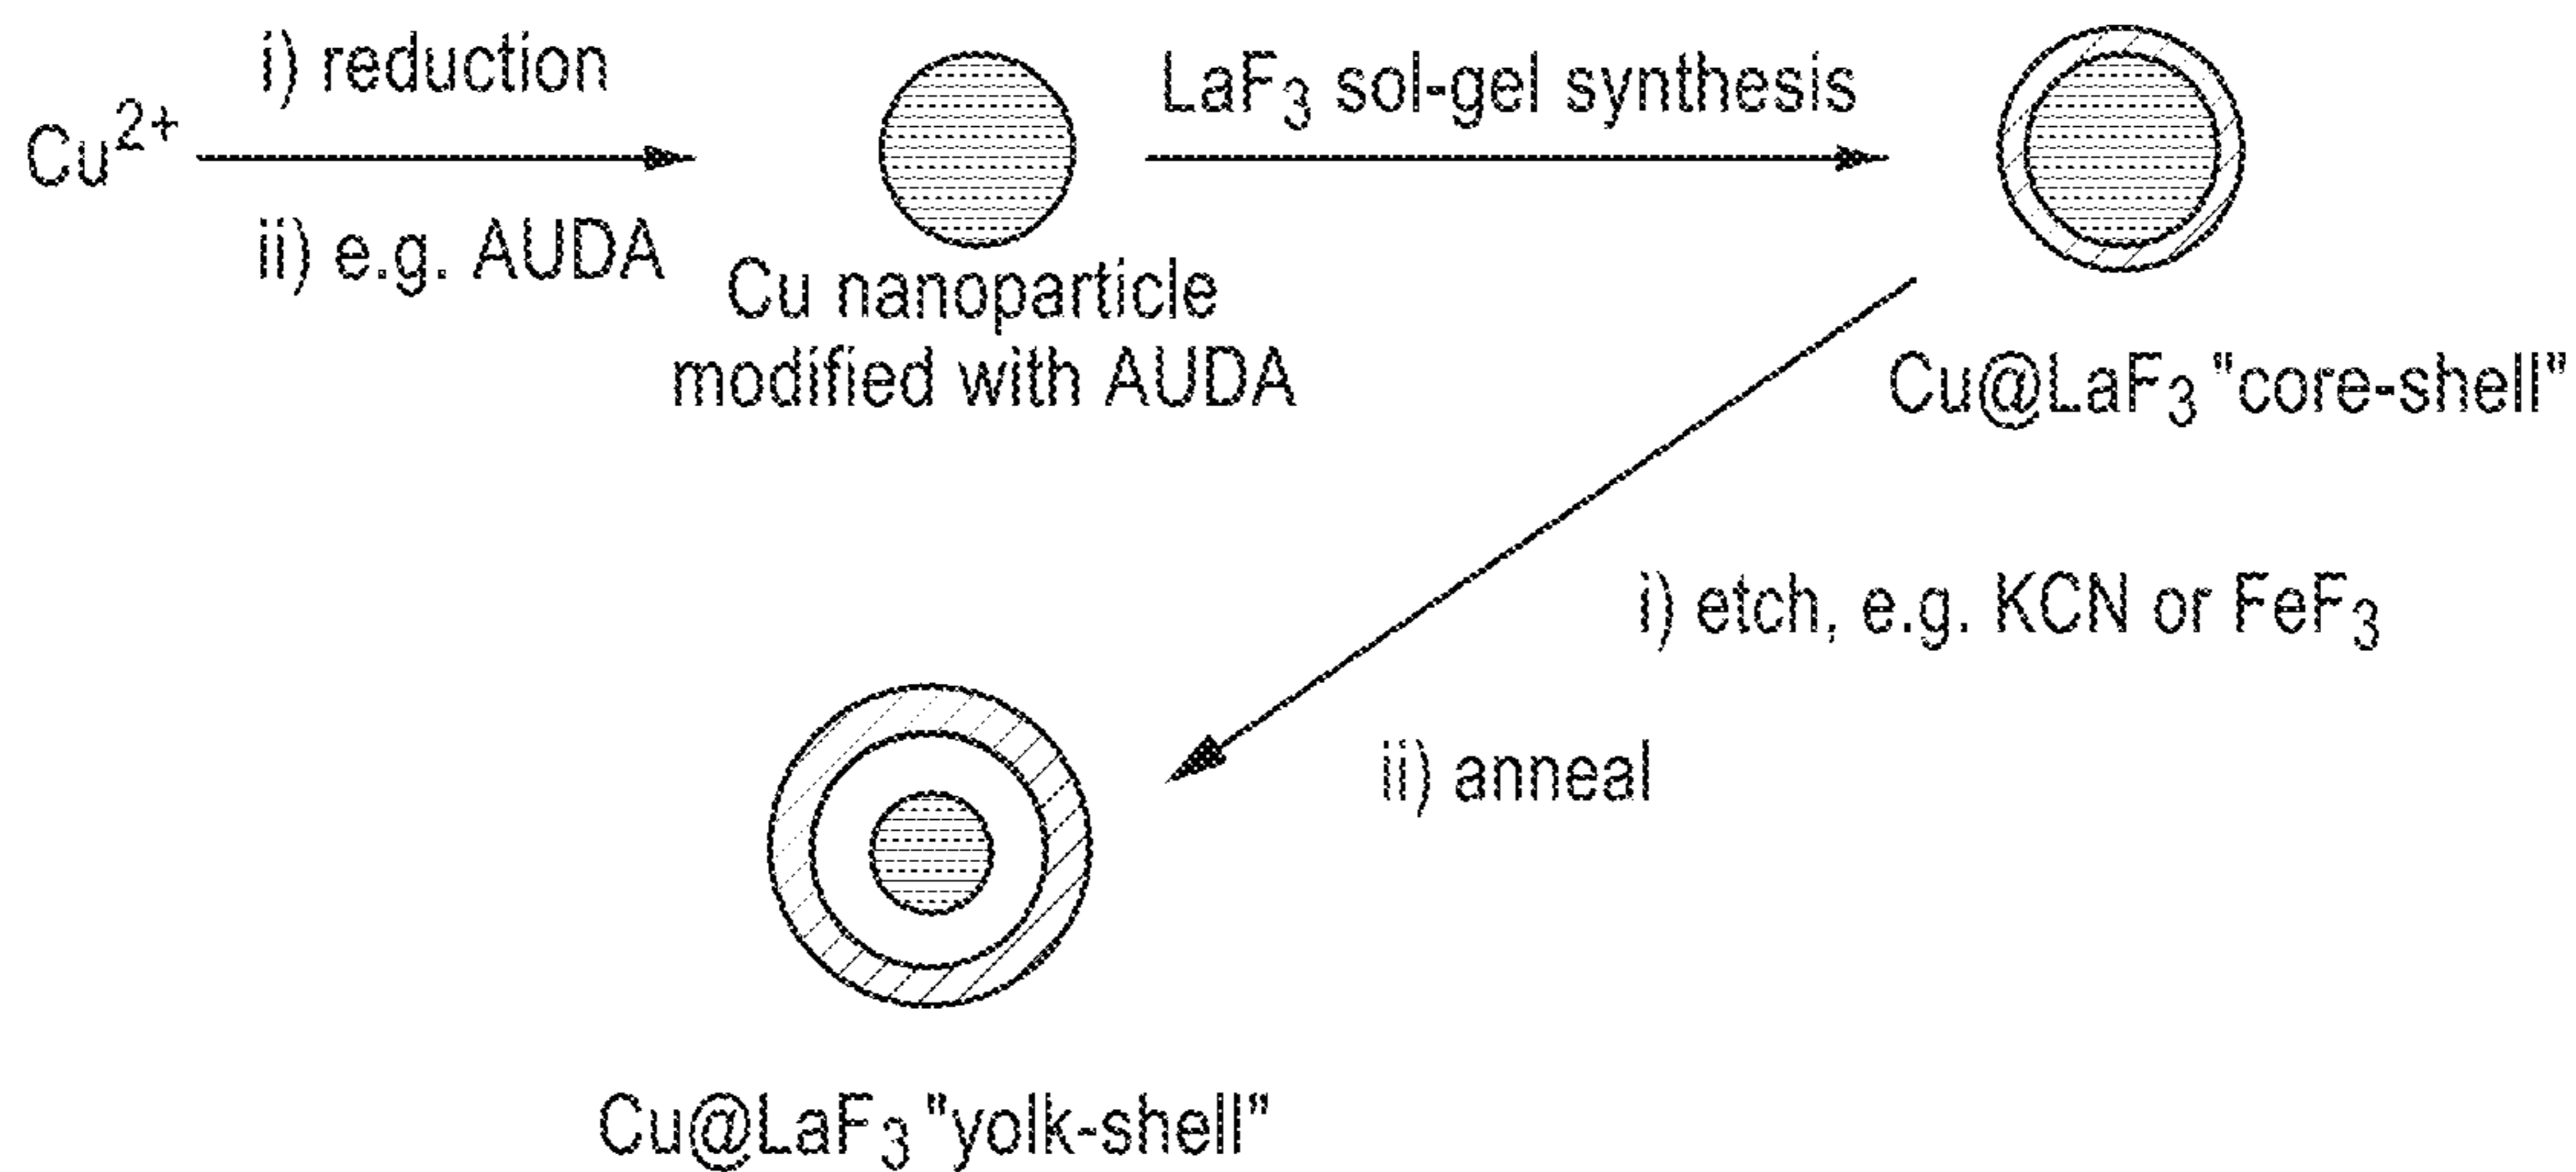 Cu²⁺
i) reduction
ii) e.g. AUDA
Cu nanoparticle
modified with AUDA
LaF₃ sol-gel synthesis
Cu@LaF₃ "core-shell"
i) etch, e.g. KCN or FeF₃
ii) anneal
Cu@LaF₃ "yolk-shell"